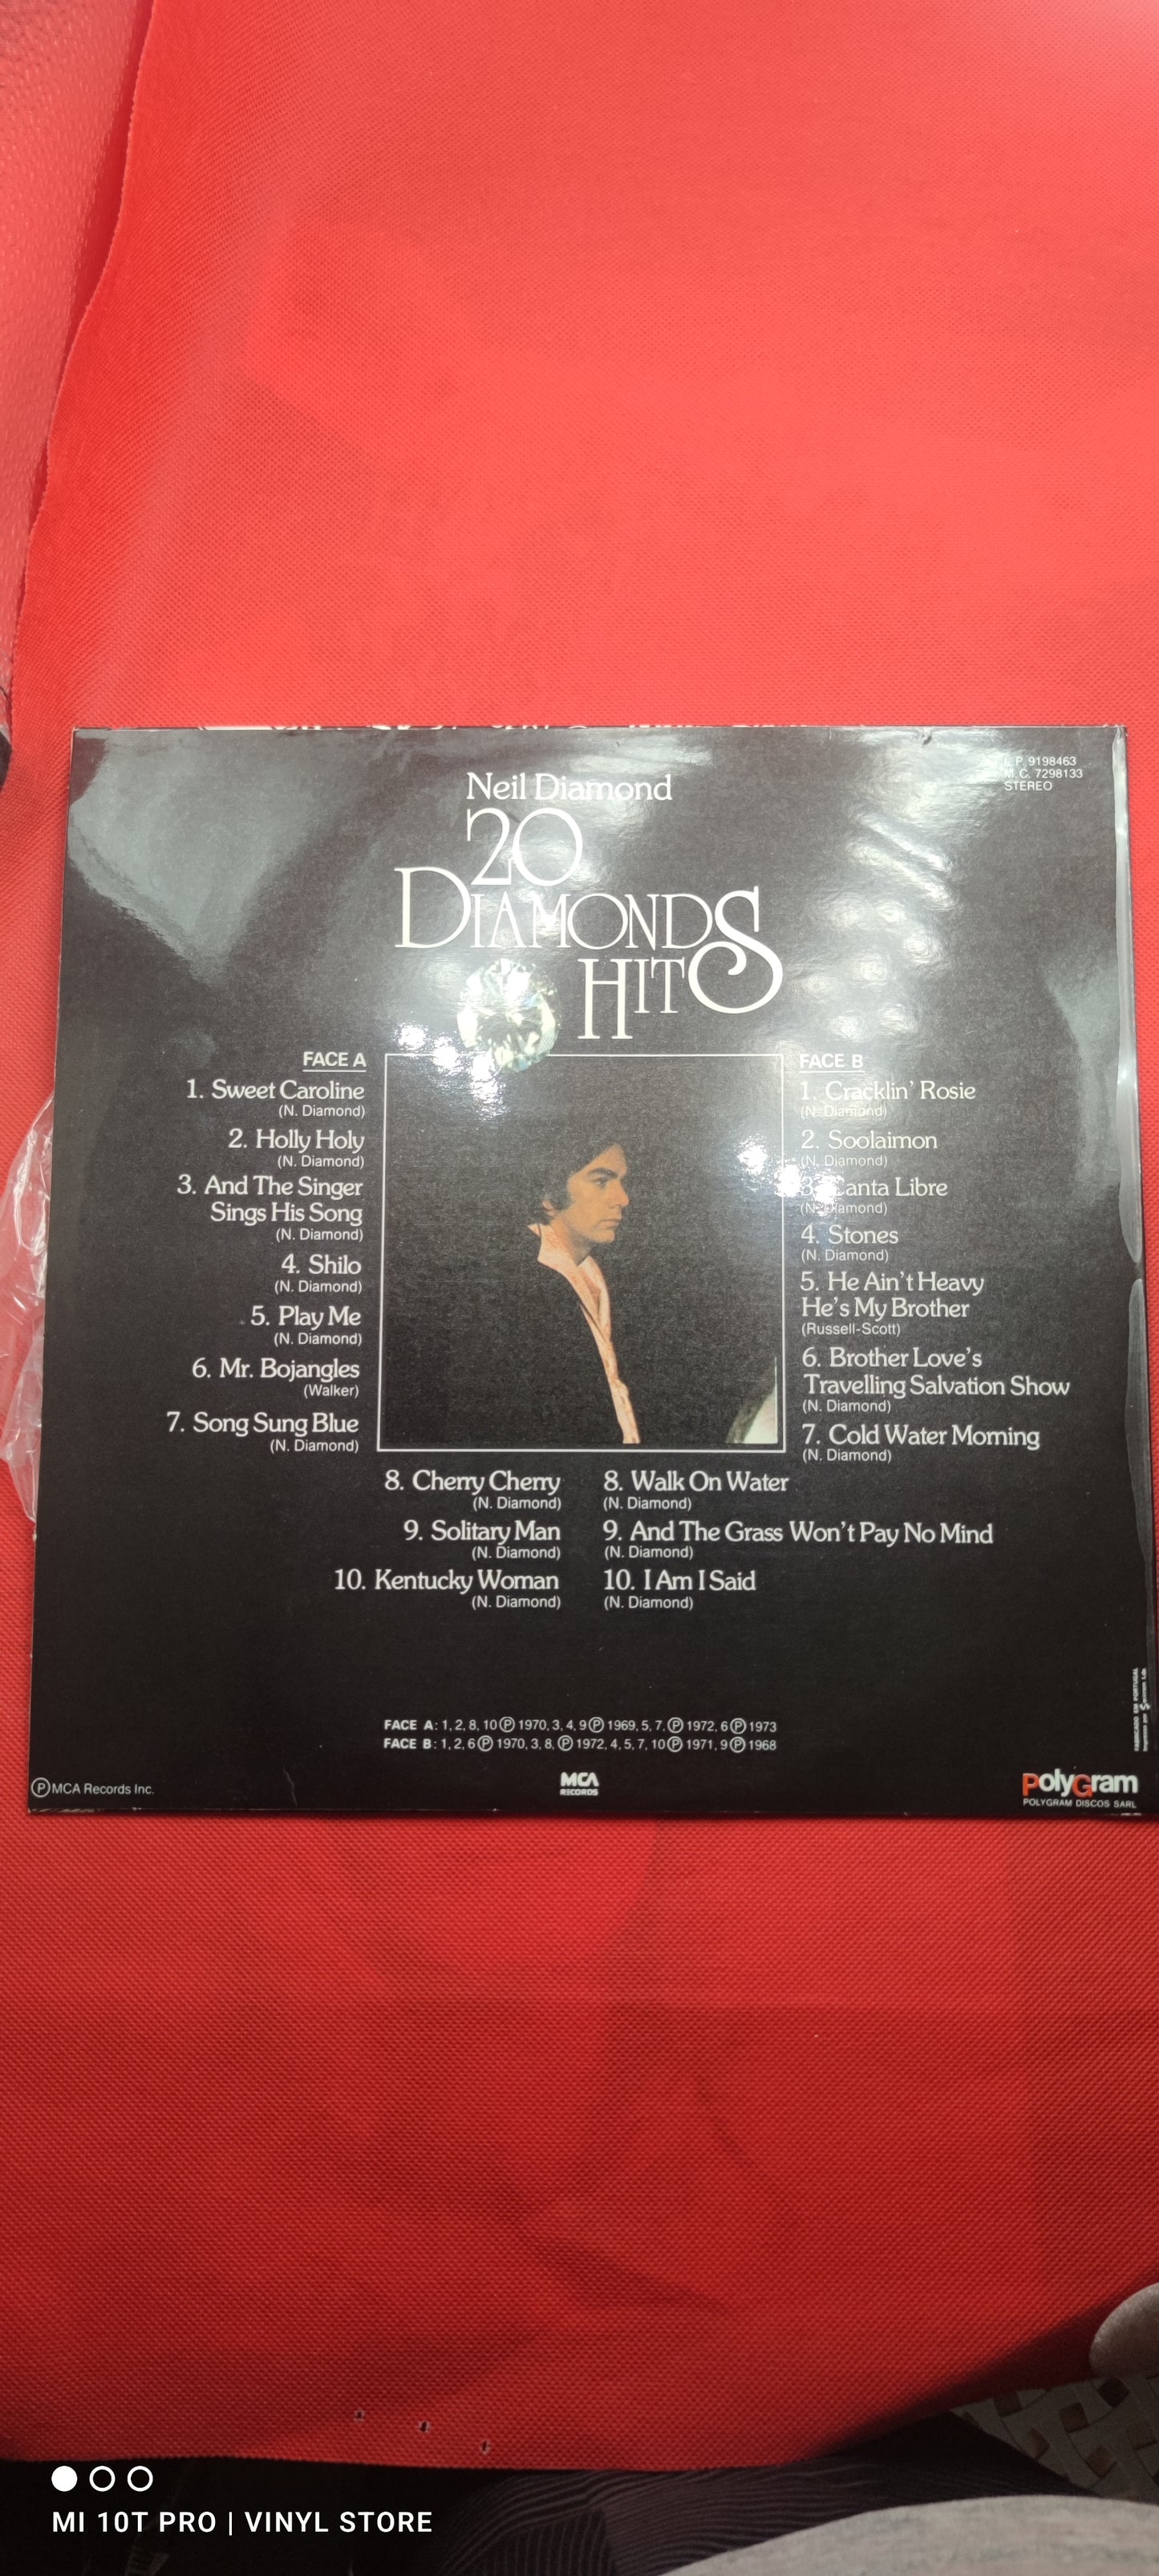 Neil Diamond
20
DIAMONDS
HITS
P. 9198463
M.C. 7298133
STEREO
FACE A
1. Sweet Caroline
(N. Diamond)
2. Holly Holy
(N. Diamond)
3. And The Singer
Sings His Song
(N. Diamond)
4. Shilo
(N. Diamond)
5. Play Me
(N. Diamond)
6. Mr. Bojangles
(Walker)
7. Song Sung Blue
(N. Diamond)
8. Cherry Cherry
(N. Diamond)
9. Solitary Man
(N. Diamond)
10. Kentucky Woman
(N. Diamond)
FACE B
1. Cracklin' Rosie
(N. Diamond)
2. Soolaimon
(N. Diamond)
3. Canta Libre
(N. Diamond)
4. Stones
(N. Diamond)
5. He Ain't Heavy
He's My Brother
(Russell-Scott)
6. Brother Love's
Travelling Salvation Show
(N. Diamond)
7. Cold Water Morning
(N. Diamond)
8. Walk On Water
(N. Diamond)
9. And The Grass Won't Pay No Mind
(N. Diamond)
10. I Am I Said
(N. Diamond)
FACE A: 1, 2, 8, 10 Ⓟ 1970, 3, 4, 9 Ⓟ 1969, 5, 7, Ⓟ 1972, 6 Ⓟ 1973
FACE B: 1, 2, 6 Ⓟ 1970, 3, 8, Ⓟ 1972, 4, 5, 7, 10 Ⓟ 1971, 9 Ⓟ 1968
Ⓟ MCA Records Inc.
MCA
RECORDS
PolyGram
POLYGRAM DISCOS SARL
FABRICADO EM PORTUGAL
MI 10T PRO | VINYL STORE